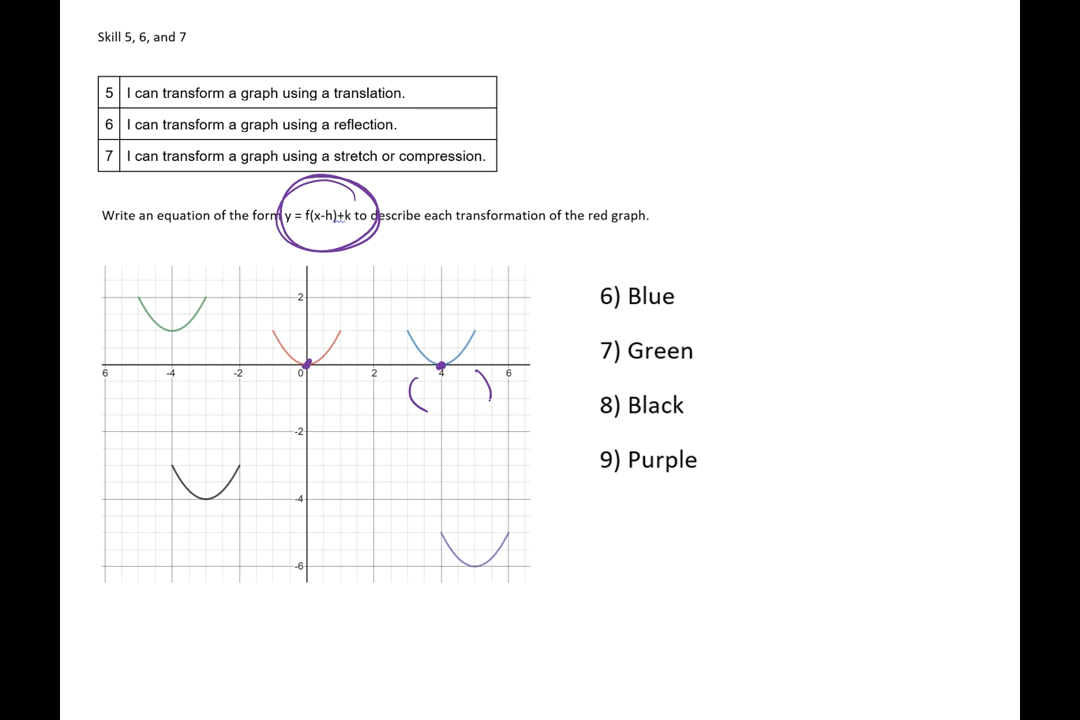 Skill 5, 6, and 7
5 I can transform a graph using a translation.
6 I can transform a graph using a reflection.
7 I can transform a graph using a stretch or compression.
Write an equation of the form y = f(x-h)+k to describe each transformation of the red graph.
2
6 -4 -2 0 2 4 6
-2
-4
-6
( )
6) Blue
7) Green
8) Black
9) Purple